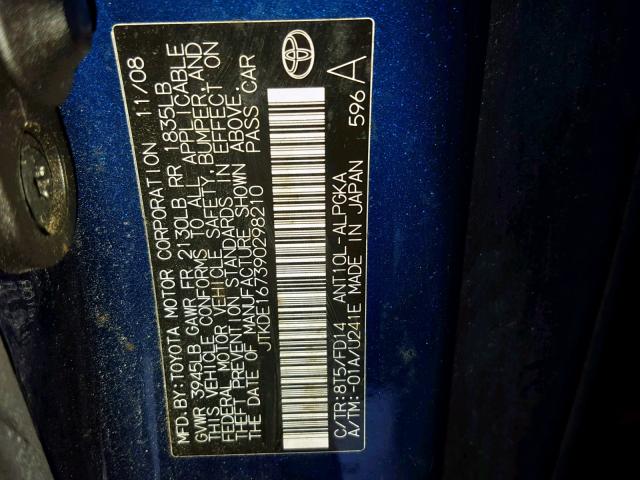 MFD.BY:TOYOTA MOTOR CORPORATION 11/08
GVWR 3945LB GAWR FR 2130LB RR 1835LB
THIS VEHICLE CONFORMS TO ALL APPLICABLE
FEDERAL MOTOR VEHICLE SAFETY,BUMPER,AND
THEFT PREVENTION STANDARDS IN EFFECT ON
THE DATE OF MANUFACTURE SHOWN ABOVE.
JTKDE167390298210 PASS CAR
C/TR:8T5/FD14 ANT10L-ALPGKA
A/TM:-01A/U241E MADE IN JAPAN 596 A